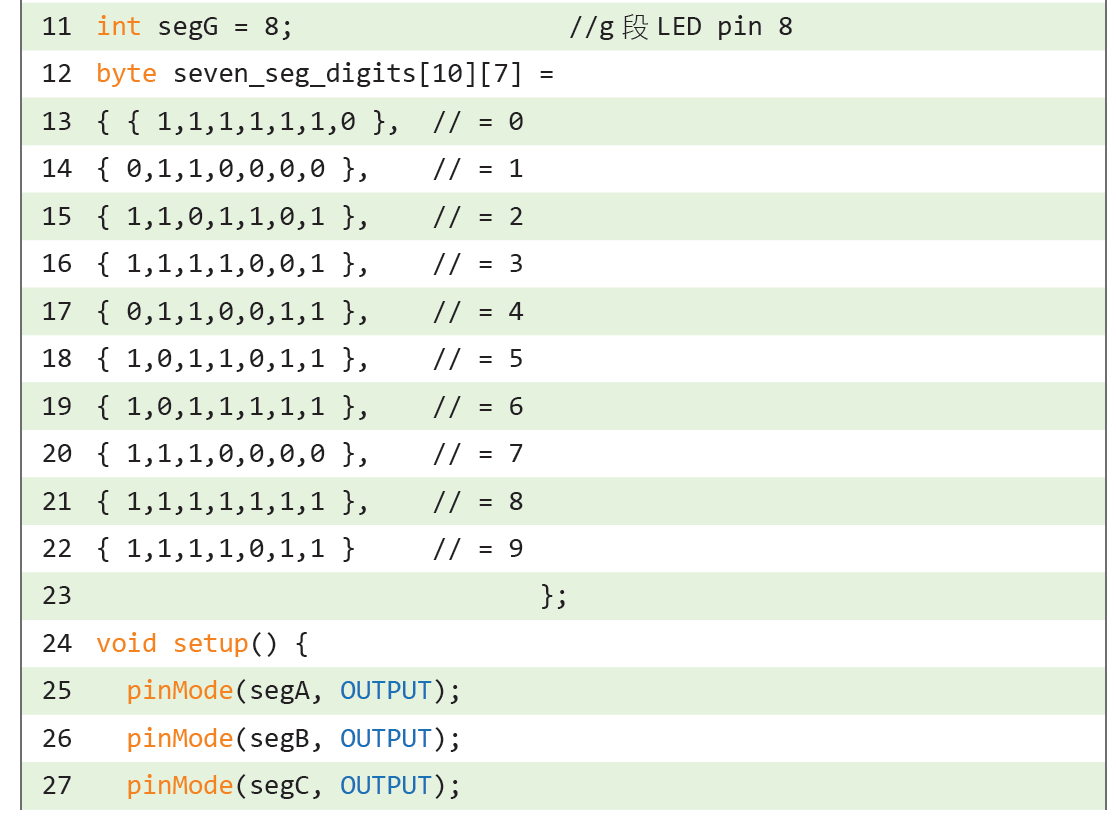 11 int segG = 8; //g 段 LED pin 8
12 byte seven_seg_digits[10][7] =
13 { { 1,1,1,1,1,1,0 }, // = 0
14 { 0,1,1,0,0,0,0 }, // = 1
15 { 1,1,0,1,1,0,1 }, // = 2
16 { 1,1,1,1,0,0,1 }, // = 3
17 { 0,1,1,0,0,1,1 }, // = 4
18 { 1,0,1,1,0,1,1 }, // = 5
19 { 1,0,1,1,1,1,1 }, // = 6
20 { 1,1,1,0,0,0,0 }, // = 7
21 { 1,1,1,1,1,1,1 }, // = 8
22 { 1,1,1,1,0,1,1 } // = 9
23 };
24 void setup() {
25 pinMode(segA, OUTPUT);
26 pinMode(segB, OUTPUT);
27 pinMode(segC, OUTPUT);